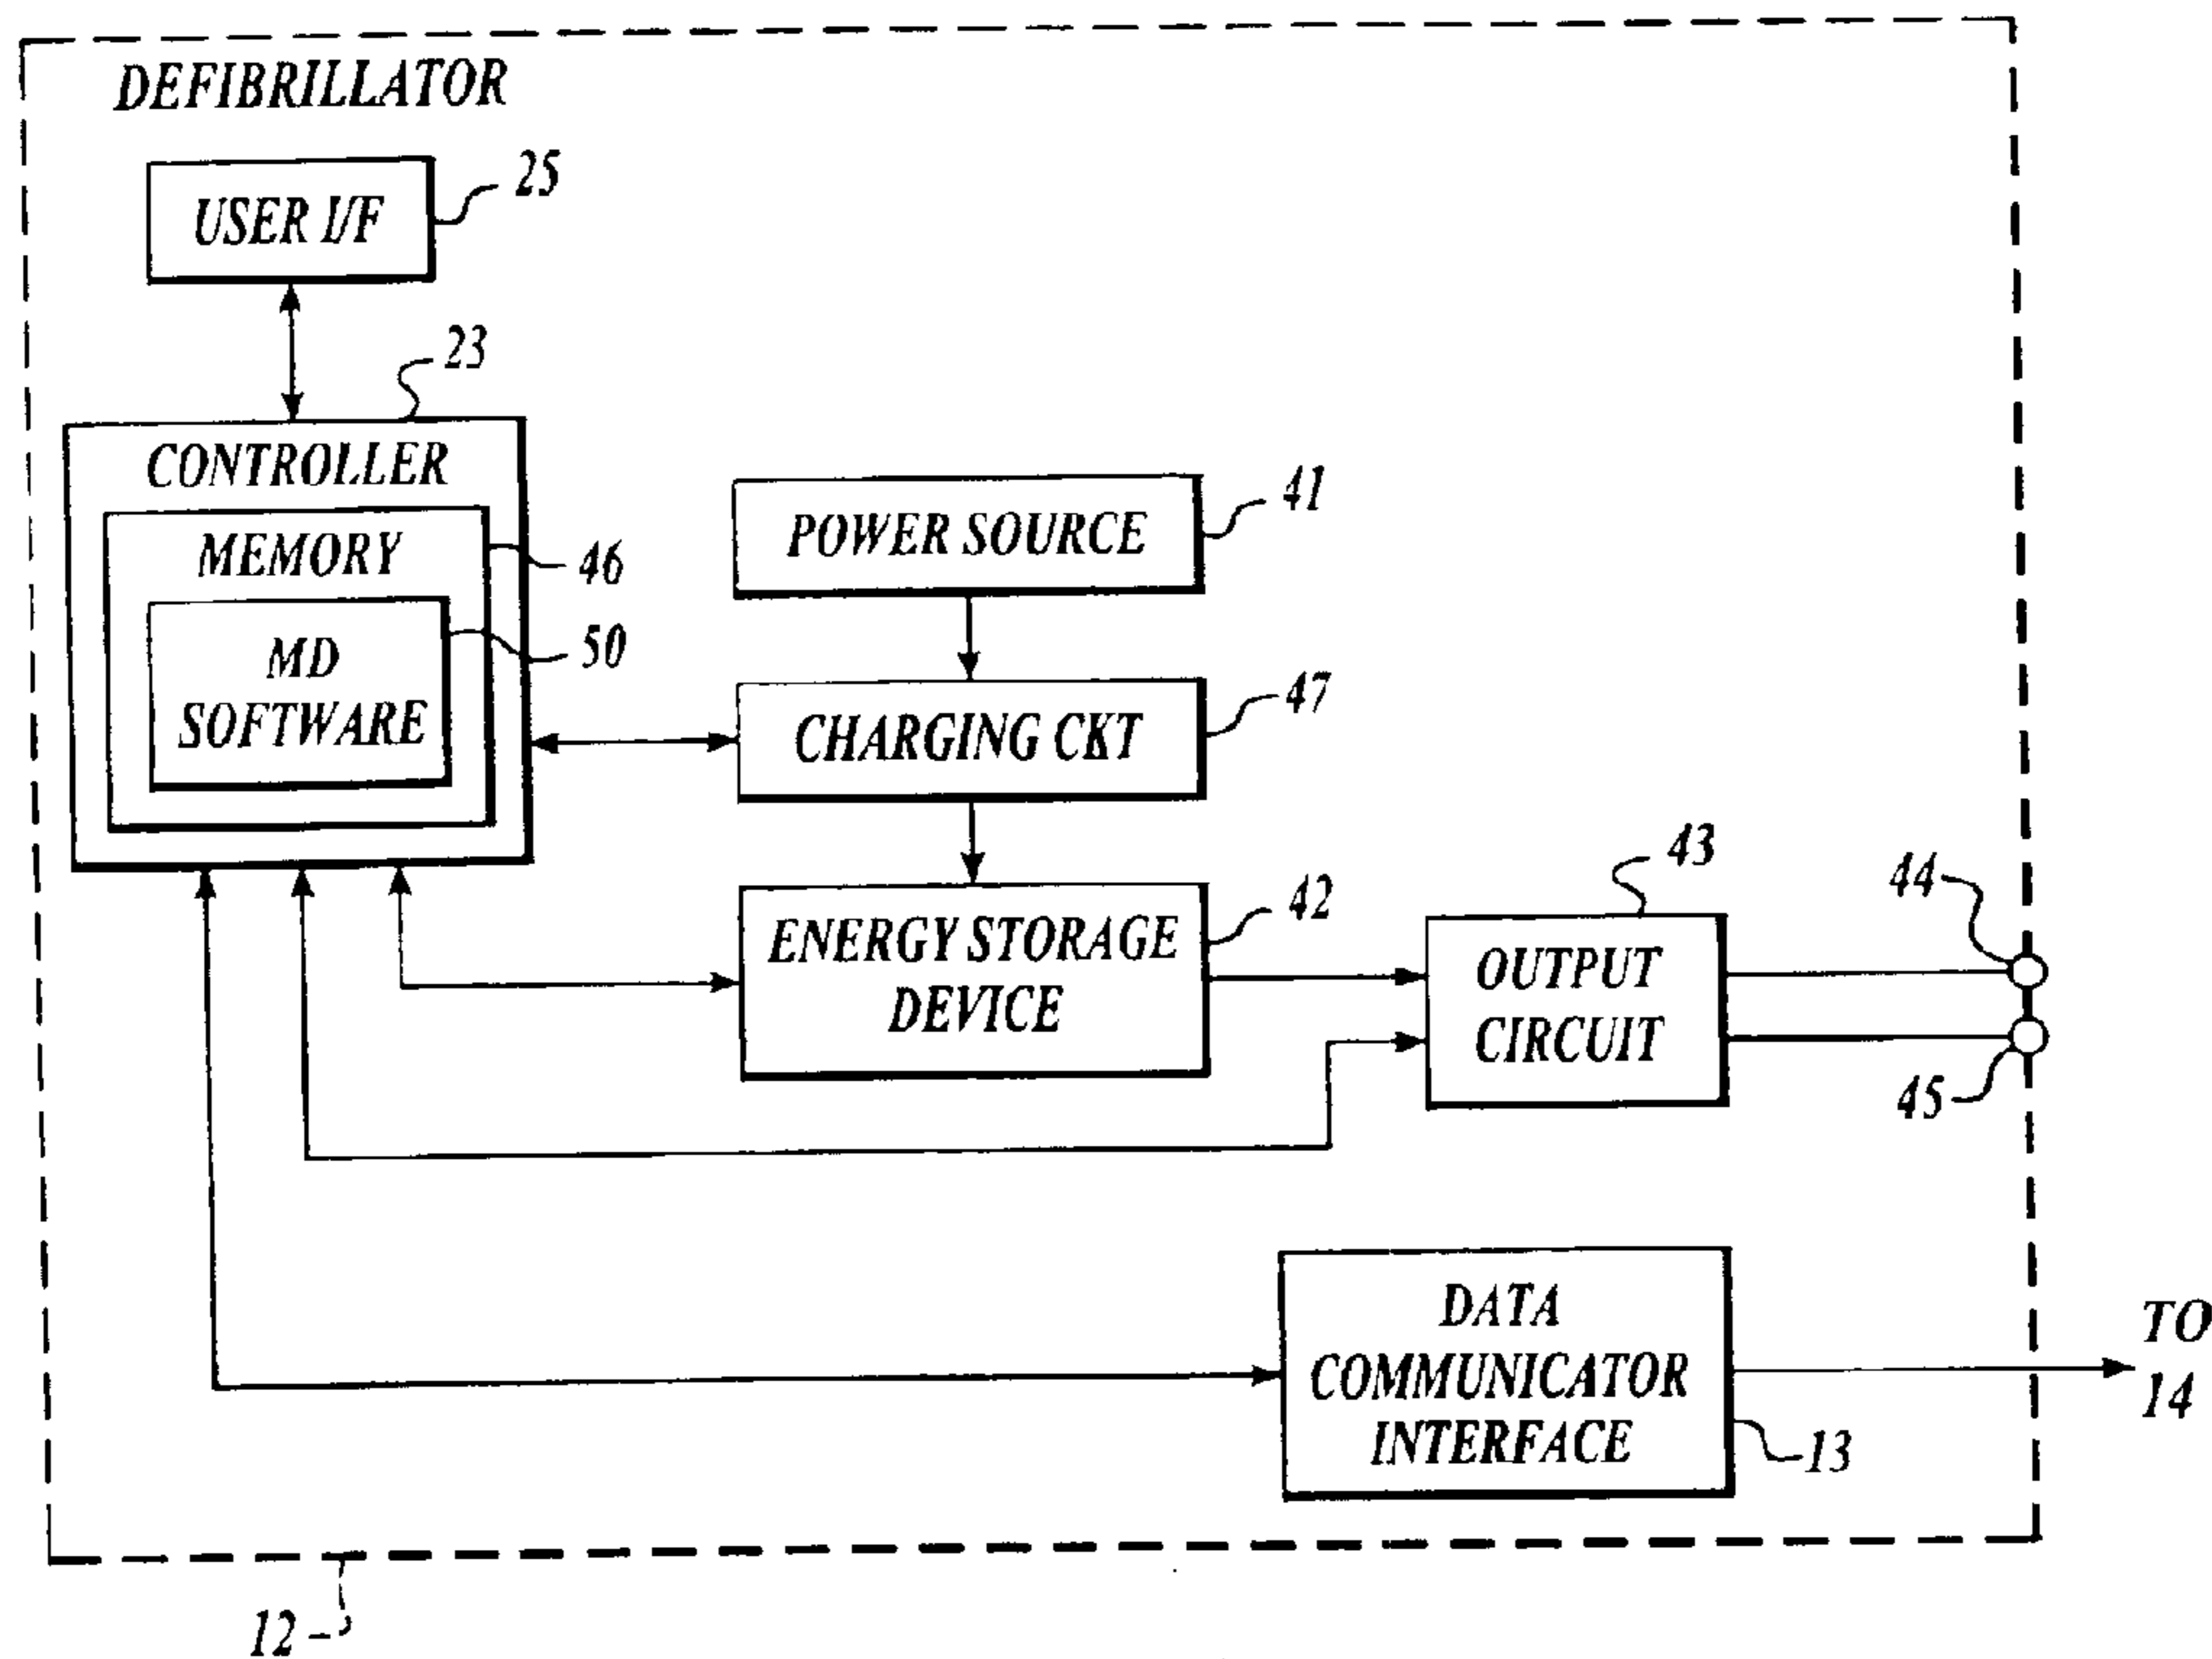 DEFIBRILLATOR
USER I/F
25
23
CONTROLLER
MEMORY
46
MD
SOFTWARE
50
POWER SOURCE
41
CHARGING CKT
47
ENERGY STORAGE
DEVICE
42
OUTPUT
CIRCUIT
43
44
45
DATA
COMMUNICATOR
INTERFACE
13
TO
14
12